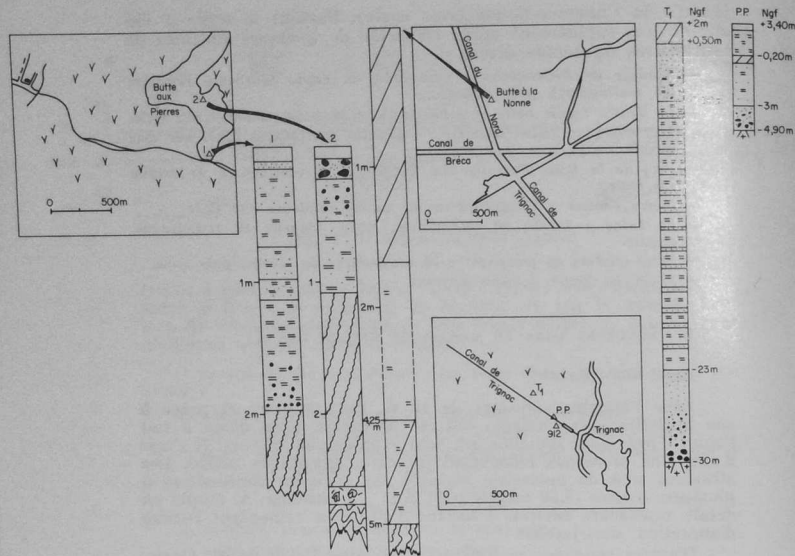 Butte
aux
Pierres
2
1
0 500m
1
1m
2m
2
1
2
1m
2m
4,25
m
5m
Canal du
Nord
Butte à la
Nonne
Canal de
Bréca
Canal de
Trignac
0 500m
Canal de
Trignac
T1
P.P.
912
Trignac
0 500m
T1 Ngf
+2m
+0,50m
-23m
-30m
P.P. Ngf
+3,40m
-0,20m
-3m
-4,90m